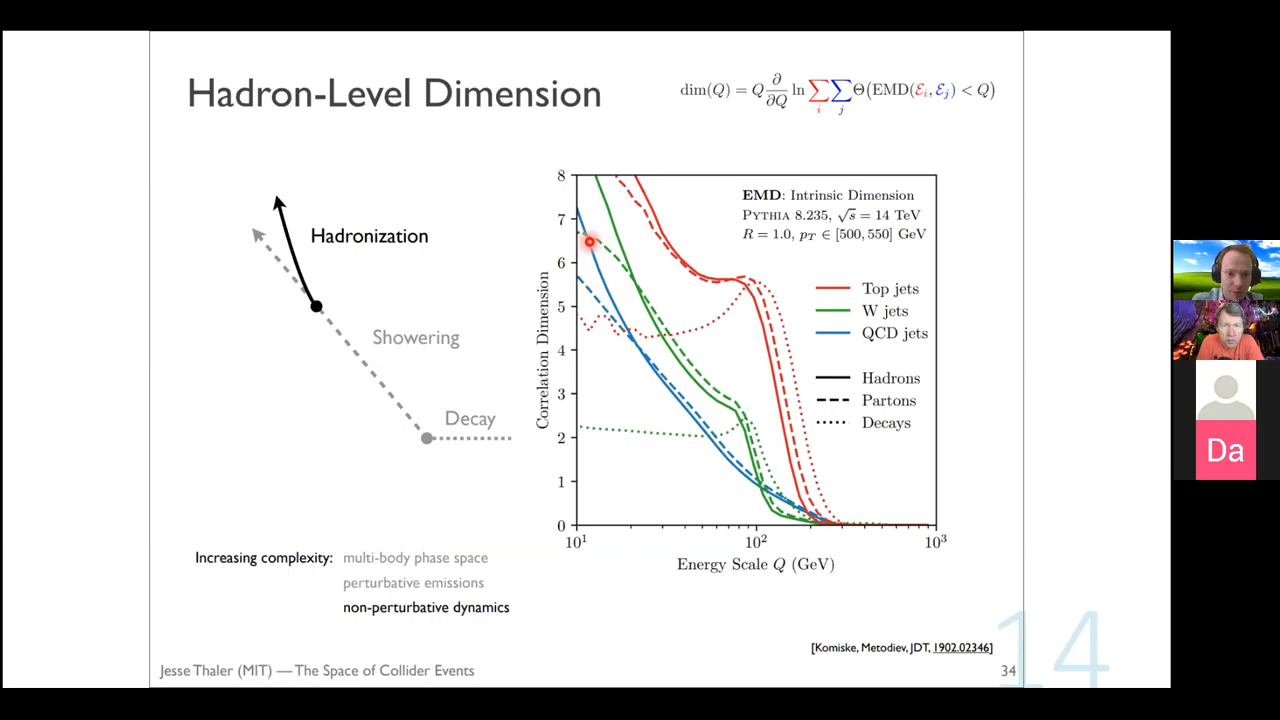 Hadron-Level Dimension
dim(Q) = Q ∂/∂Q ln ∑_i ∑_j Θ(EMD(ℰ_i, ℰ_j) < Q)
Hadronization
Showering
Decay
Increasing complexity: multi-body phase space
perturbative emissions
non-perturbative dynamics
8
7
6
5
4
3
2
1
0
Correlation Dimension
EMD: Intrinsic Dimension
PYTHIA 8.235, √s = 14 TeV
R = 1.0, p_T ∈ [500, 550] GeV
Top jets
W jets
QCD jets
Hadrons
Partons
Decays
10¹ 10² 10³
Energy Scale Q (GeV)
[Komiske, Metodiev, JDT, 1902.02346]
Jesse Thaler (MIT) — The Space of Collider Events
34
14
Da